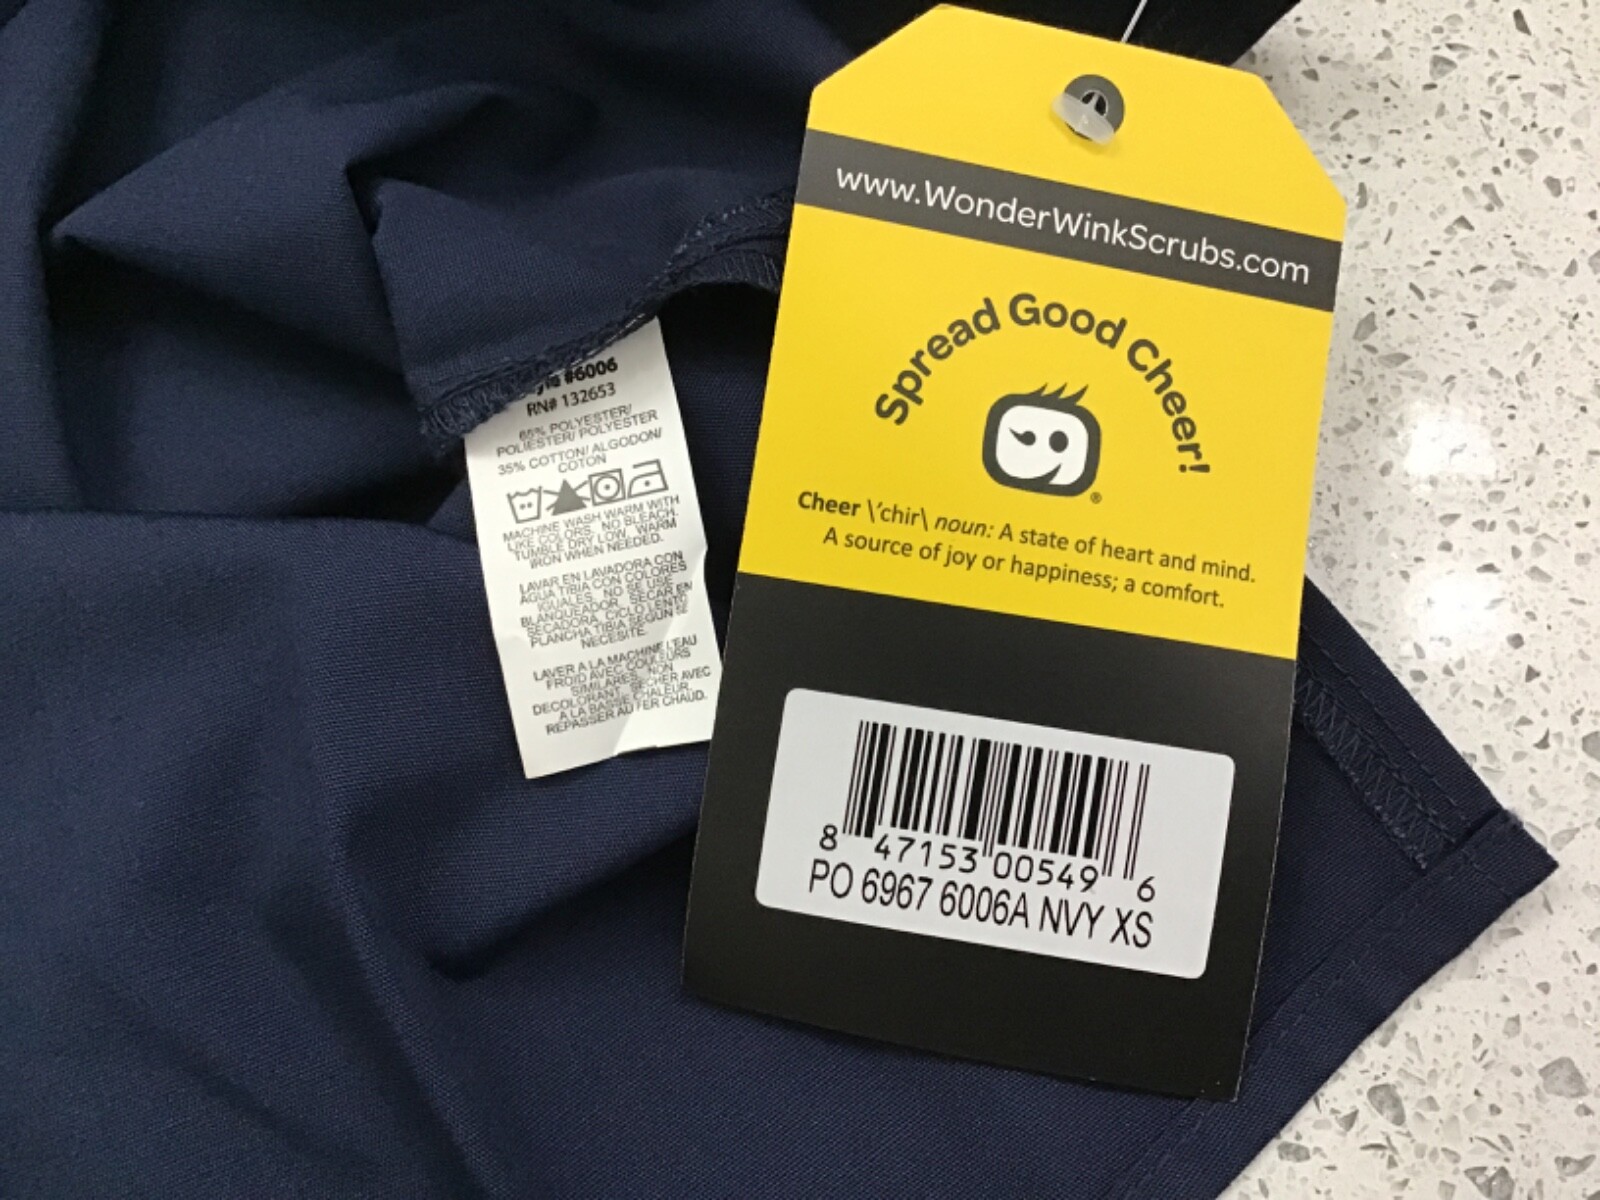 www.WonderWinkScrubs.com
Spread Good Cheer!
®
Cheer \'chir\ noun: A state of heart and mind.
A source of joy or happiness; a comfort.
8 47153 00549 6
PO 6967 6006A NVY XS
#6006
RN# 132653
65% POLYESTER/
POLIESTER/ POLYESTER
35% COTTON/ ALGODON/
COTON
MACHINE WASH WARM WITH
LIKE COLORS. NO BLEACH.
TUMBLE DRY LOW. WARM
IRON WHEN NEEDED.
LAVAR EN LAVADORA CON
AGUA TIBIA CON COLORES
IGUALES. NO SE USE
BLANQUEADOR. SECAR EN
SECADORA, CICLO LENTO.
PLANCHA TIBIA SEGUN SE
NECESITE.
LAVER A LA MACHINE L'EAU
FROID AVEC COULEURS
SIMILARES. NON
DECOLORANT. SECHER AVEC
A LA BASSE CHALEUR.
REPASSER AU FER CHAUD.